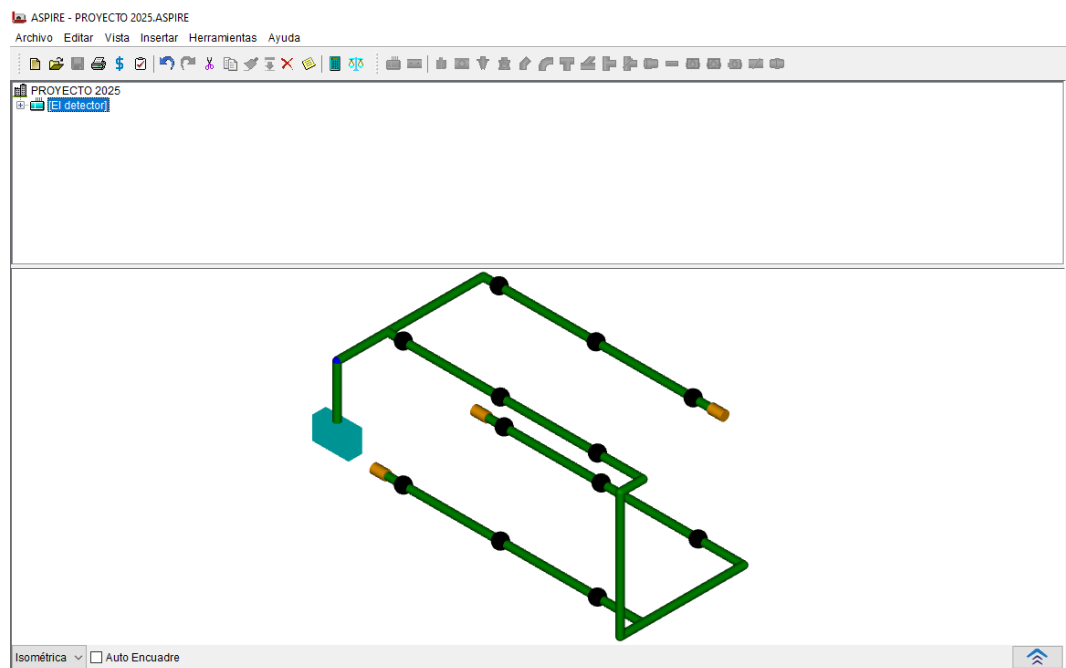 ASPIRE - PROYECTO 2025.ASPIRE
Archivo Editar Vista Insertar Herramientas Ayuda
PROYECTO 2025
[El detector]
Isométrica Auto Encuadre